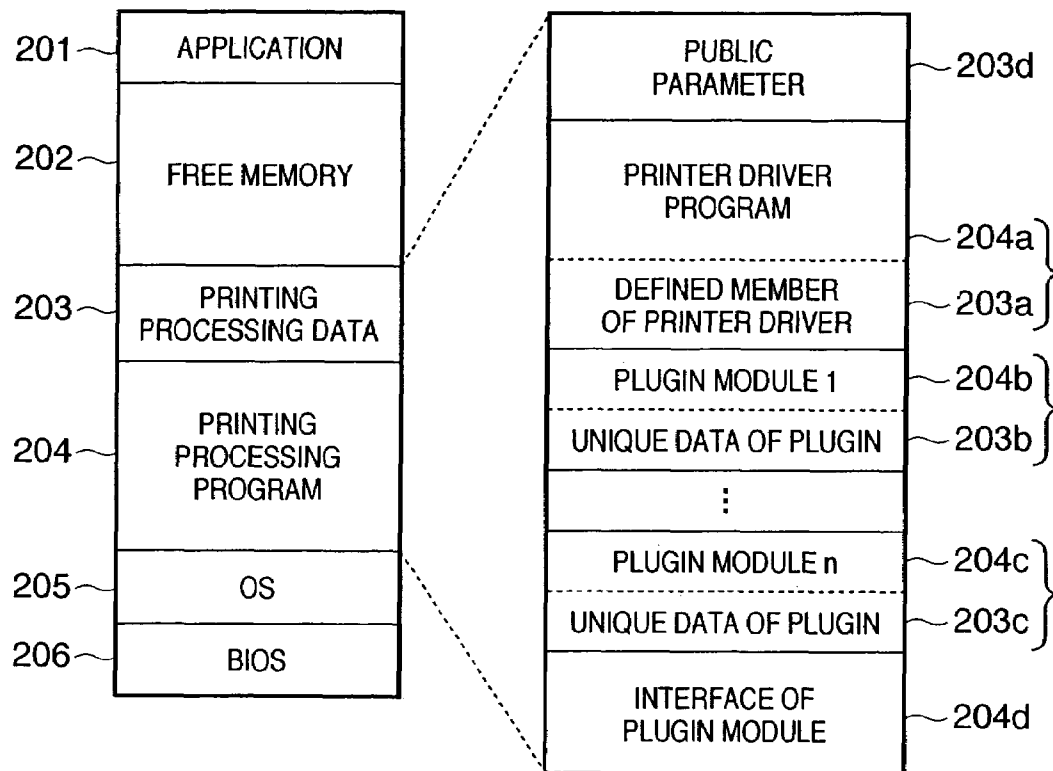 201
APPLICATION
202
FREE MEMORY
203
PRINTING
PROCESSING DATA
204
PRINTING
PROCESSING
PROGRAM
205
OS
206
BIOS
PUBLIC
PARAMETER
203d
PRINTER DRIVER
PROGRAM
204a
DEFINED MEMBER
OF PRINTER DRIVER
203a
PLUGIN MODULE 1
204b
UNIQUE DATA OF PLUGIN
203b
⋮
PLUGIN MODULE n
204c
UNIQUE DATA OF PLUGIN
203c
INTERFACE OF
PLUGIN MODULE
204d